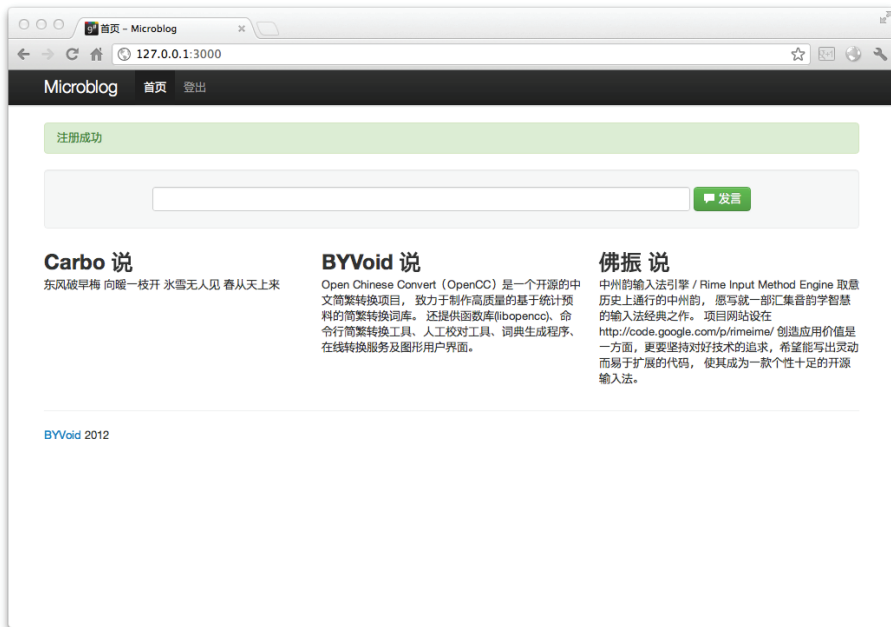 首页 - Microblog
127.0.0.1:3000
Microblog 首页 登出
注册成功
发言
Carbo 说
东风破早梅 向暖一枝开 氷雪无人见 春从天上来
BYVoid 说
Open Chinese Convert（OpenCC）是一个开源的中
文简繁转换项目， 致力于制作高质量的基于统计预
料的简繁转换词库。 还提供函数库(libopencc)、命
令行简繁转换工具、人工校对工具、词典生成程序、
在线转换服务及图形用户界面。
佛振 说
中州韵输入法引擎 / Rime Input Method Engine 取意
历史上通行的中州韵， 愿写就一部汇集音韵学智慧
的输入法经典之作。 项目网站设在
http://code.google.com/p/rimeime/ 创造应用价值是
一方面，更要坚持对好技术的追求，希望能写出灵动
而易于扩展的代码， 使其成为一款个性十足的开源
输入法。
BYVoid 2012